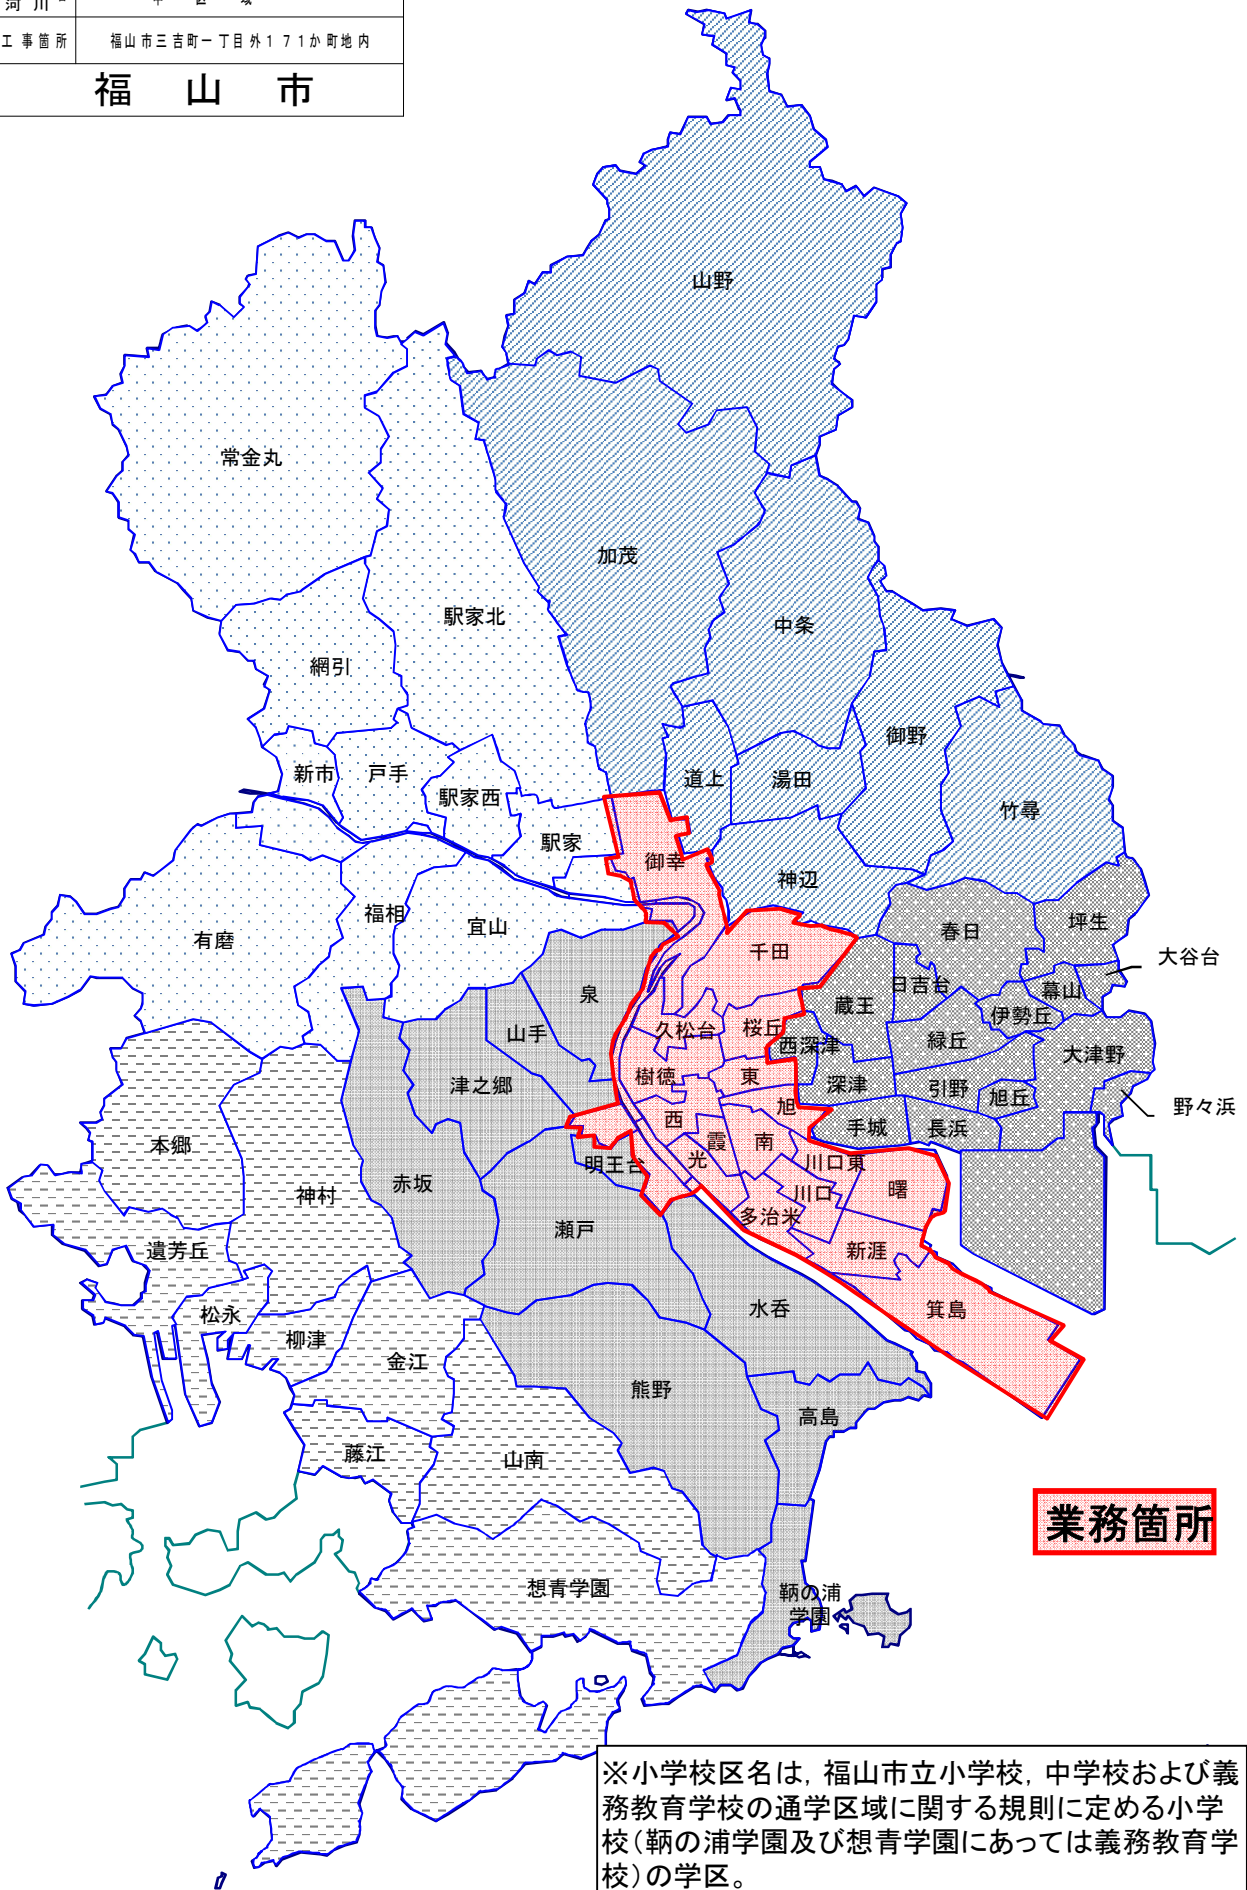 河川
中 区 域
工事箇所 福山市三吉町一丁目外171か町地内
福 山 市
山野
常金丸
加茂
駅家北
中条
網引
御野
新市
戸手
駅家西
道上
湯田
竹尋
駅家
御幸
神辺
福相
宜山
有磨
春日
坪生
千田
大谷台
泉
日吉台
幕山
蔵王
伊勢丘
山手
久松台
桜丘
西深津
緑丘
大津野
津之郷
樹徳
東
深津
引野
旭丘
旭
野々浜
西
手城
長浜
本郷
霞
南
明王台
光
川口東
神村
赤坂
川口
曙
多治米
瀬戸
遺芳丘
新涯
松永
水呑
箕島
柳津
金江
熊野
高島
藤江
山南
業務箇所
想青学園
鞆の浦
学園
※小学校区名は,福山市立小学校,中学校および義
務教育学校の通学区域に関する規則に定める小学
校(鞆の浦学園及び想青学園にあっては義務教育学
校)の学区。